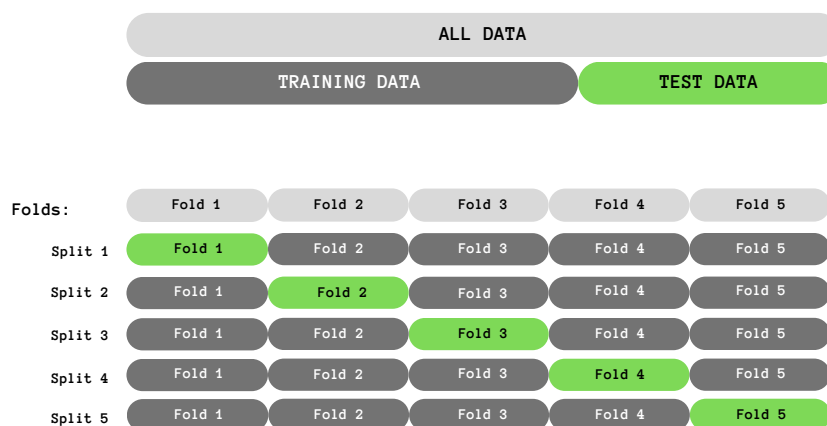 ALL DATA
TRAINING DATA TEST DATA
Folds: Fold 1 Fold 2 Fold 3 Fold 4 Fold 5
Split 1 Fold 1 Fold 2 Fold 3 Fold 4 Fold 5
Split 2 Fold 1 Fold 2 Fold 3 Fold 4 Fold 5
Split 3 Fold 1 Fold 2 Fold 3 Fold 4 Fold 5
Split 4 Fold 1 Fold 2 Fold 3 Fold 4 Fold 5
Split 5 Fold 1 Fold 2 Fold 3 Fold 4 Fold 5